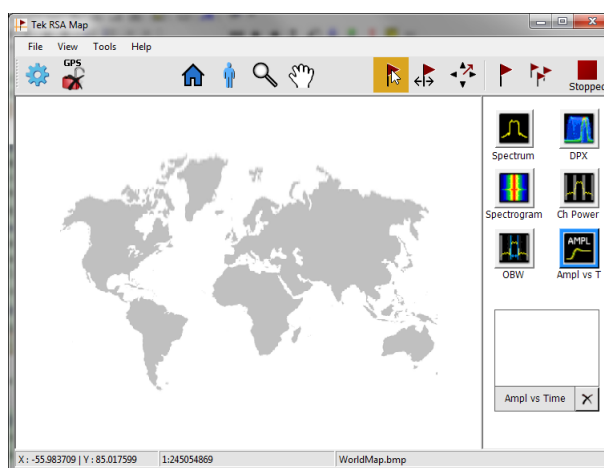 Tek RSA Map
File View Tools Help
GPS
Stopped
Spectrum DPX
Spectrogram Ch Power
AMPL
OBW Ampl vs T
Ampl vs Time
X : -55.983709 | Y : 85.017599 1:245054869 WorldMap.bmp